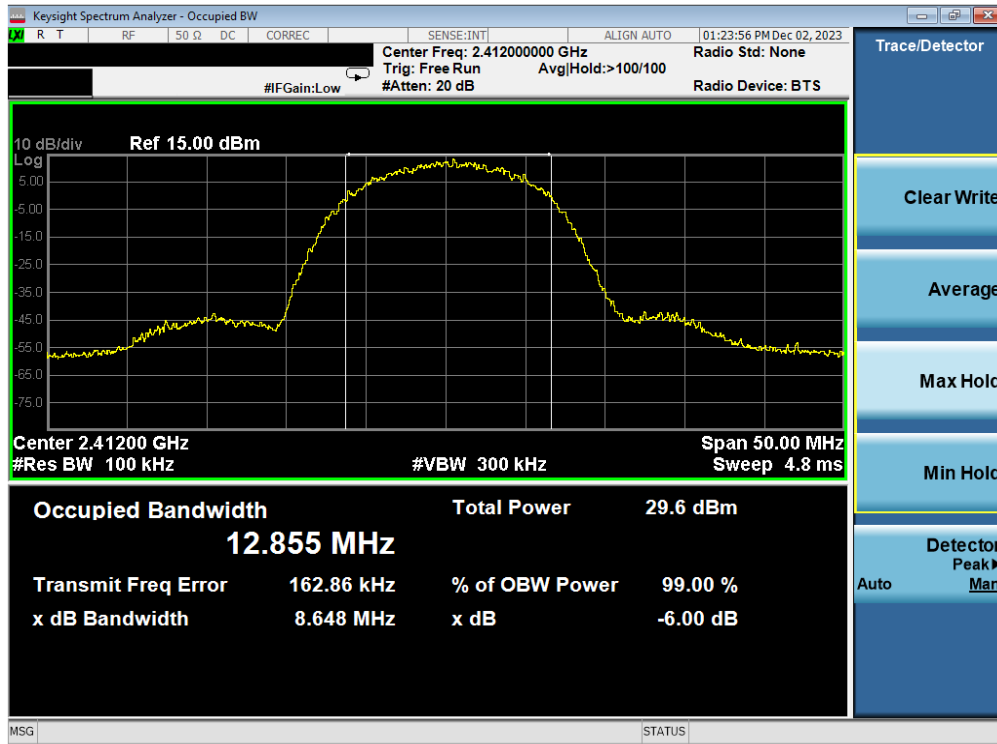 Keysight Spectrum Analyzer - Occupied BW
LXI R T RF 50 Ω DC CORREC SENSE:INT ALIGN AUTO 01:23:56 PM Dec 02, 2023
Center Freq: 2.412000000 GHz Radio Std: None
Trig: Free Run Avg|Hold:>100/100
#IFGain:Low #Atten: 20 dB Radio Device: BTS
Trace/Detector
10 dB/div Ref 15.00 dBm
Log
5.00
-5.00
-15.0
-25.0
-35.0
-45.0
-55.0
-65.0
-75.0
Center 2.41200 GHz Span 50.00 MHz
#Res BW 100 kHz #VBW 300 kHz Sweep 4.8 ms
Occupied Bandwidth Total Power 29.6 dBm
12.855 MHz
Transmit Freq Error 162.86 kHz % of OBW Power 99.00 %
x dB Bandwidth 8.648 MHz x dB -6.00 dB
Clear Write
Average
Max Hold
Min Hold
Detector
Peak
Auto Man
MSG STATUS